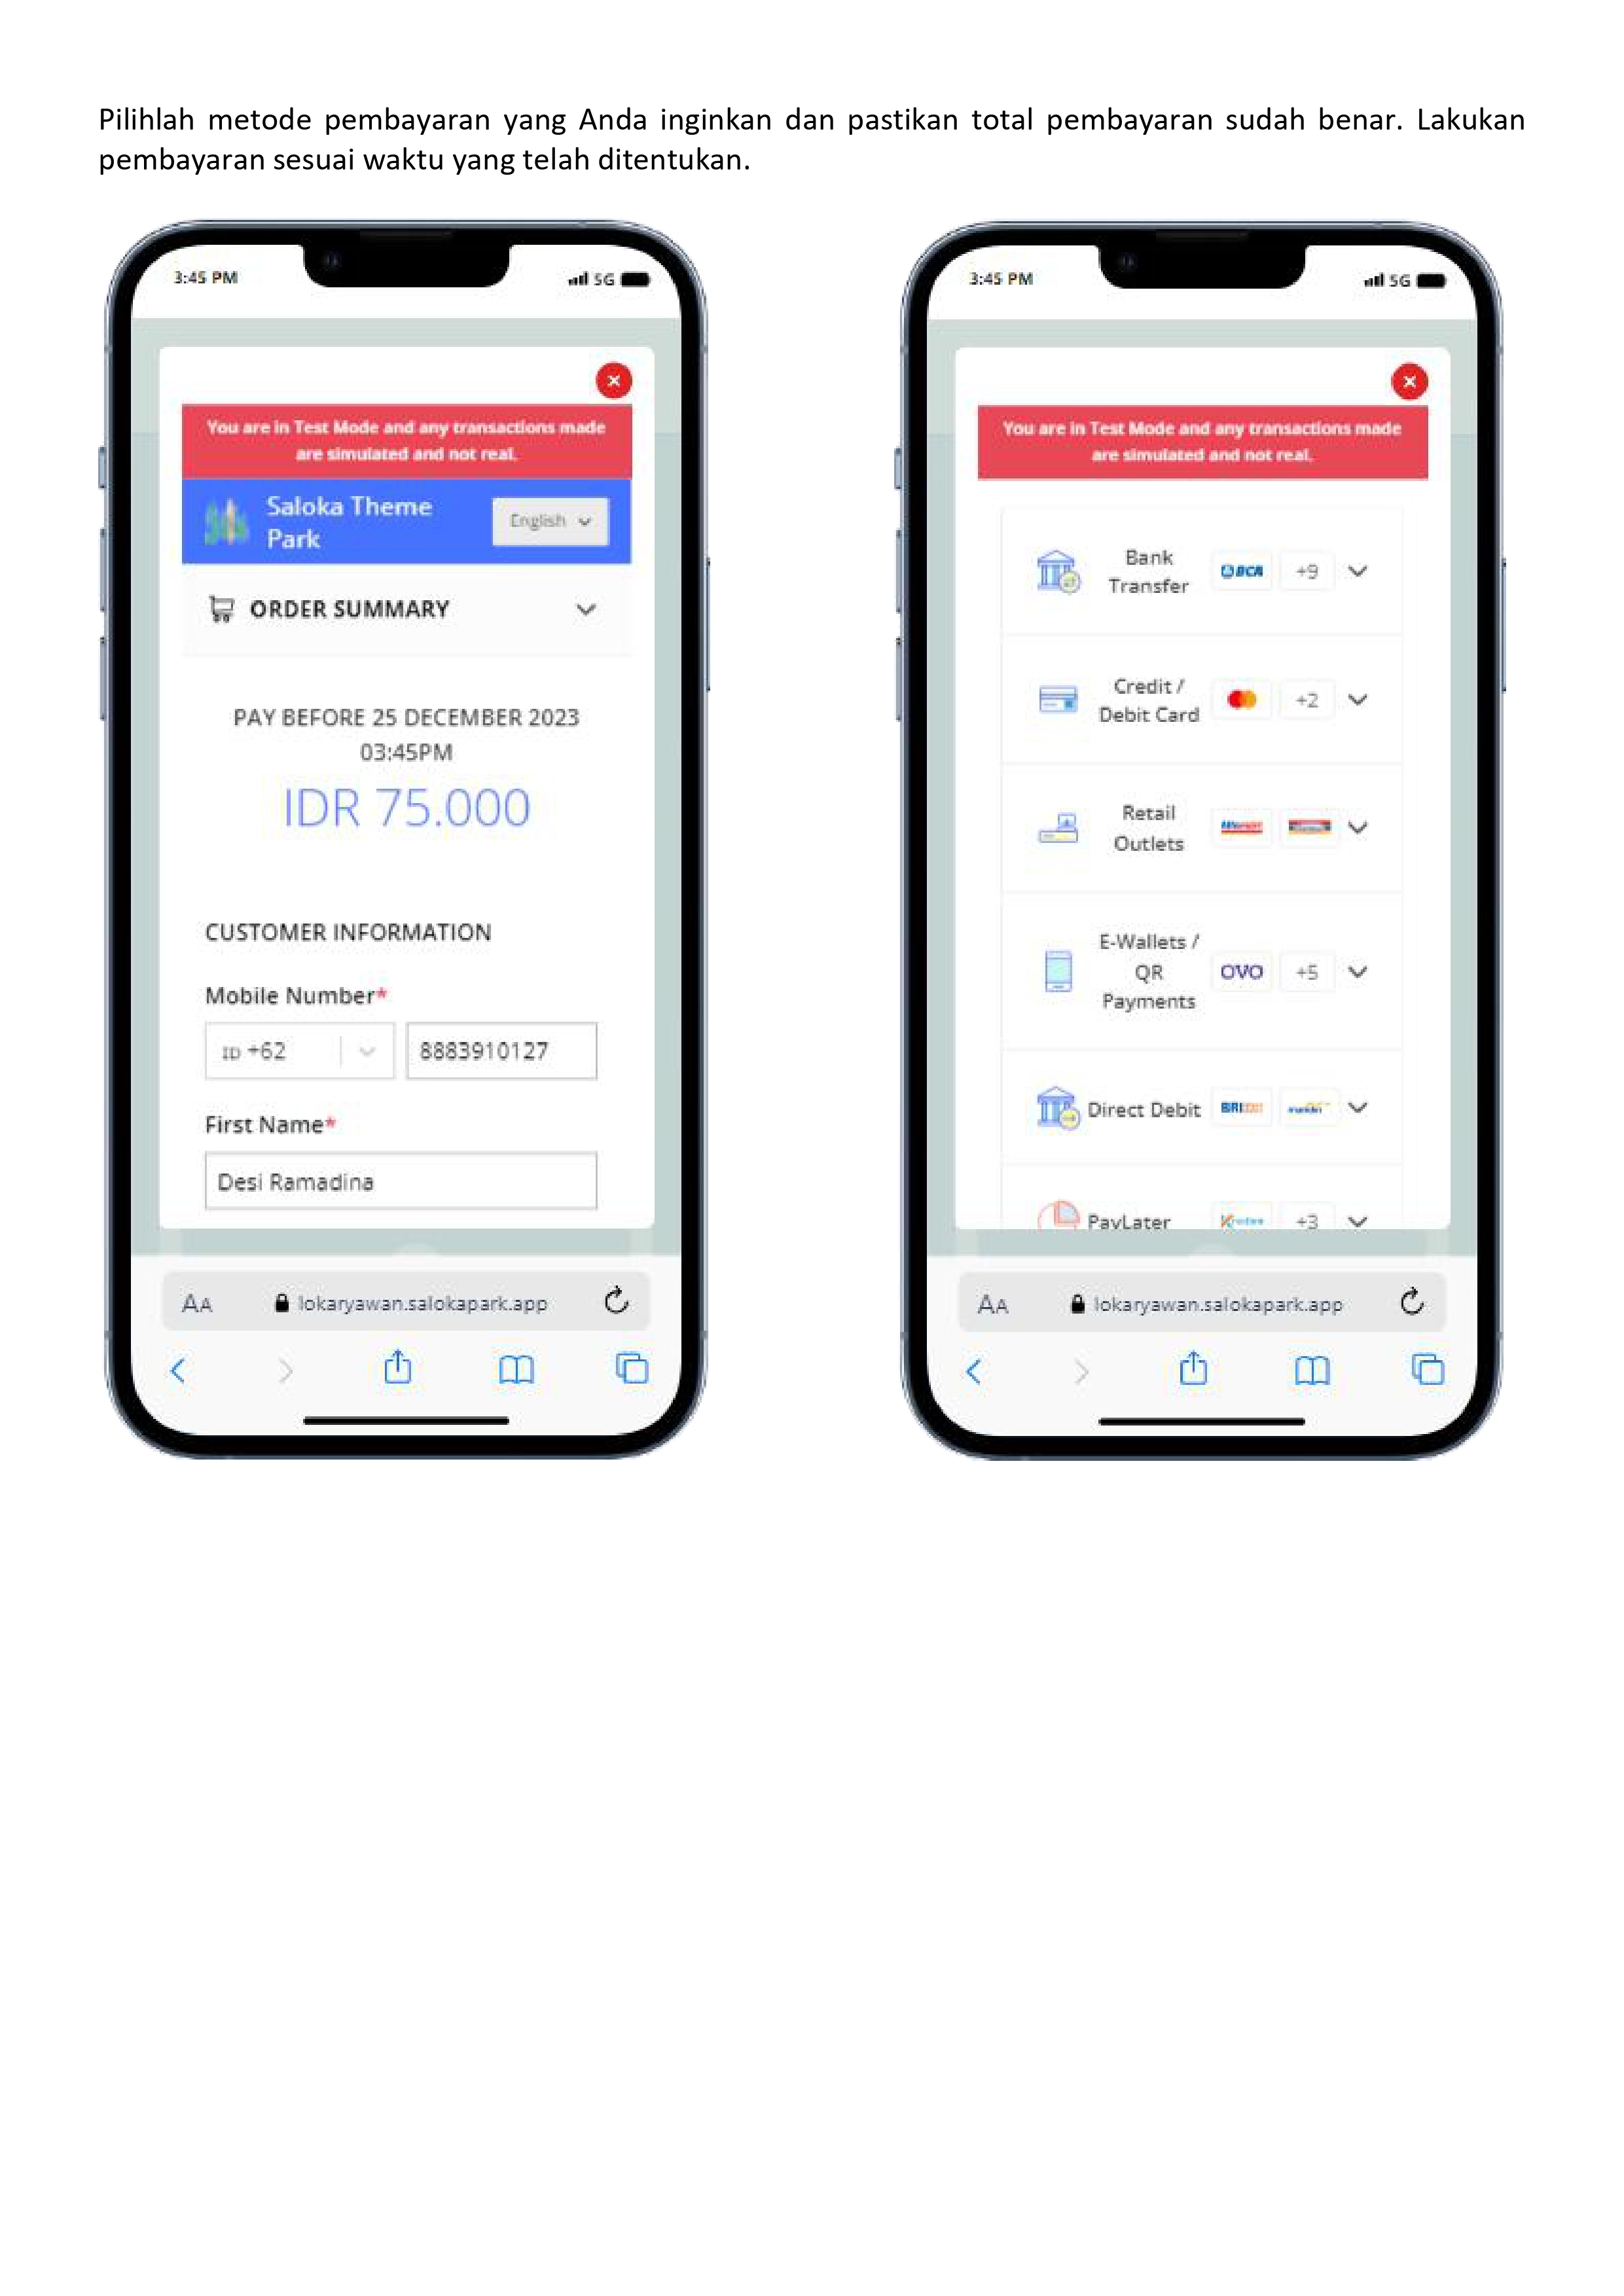 Pilihlah metode pembayaran yang Anda inginkan dan pastikan total pembayaran sudah benar. Lakukan
pembayaran sesuai waktu yang telah ditentukan.
3:45 PM
5G
You are in Test Mode and any transactions made
are simulated and not real.
Saloka Theme
Park
English
ORDER SUMMARY
PAY BEFORE 25 DECEMBER 2023
03:45PM
IDR 75.000
CUSTOMER INFORMATION
Mobile Number*
ID +62
8883910127
First Name*
Desi Ramadina
AA
lokaryawan.salokapark.app
3:45 PM
5G
You are in Test Mode and any transactions made
are simulated and not real.
Bank
Transfer
BCA
+9
Credit /
Debit Card
+2
Retail
Outlets
Alfamart
E-Wallets /
QR
Payments
OVO
+5
Direct Debit
BRI
mandiri
PayLater
Kredivo
+3
AA
lokaryawan.salokapark.app